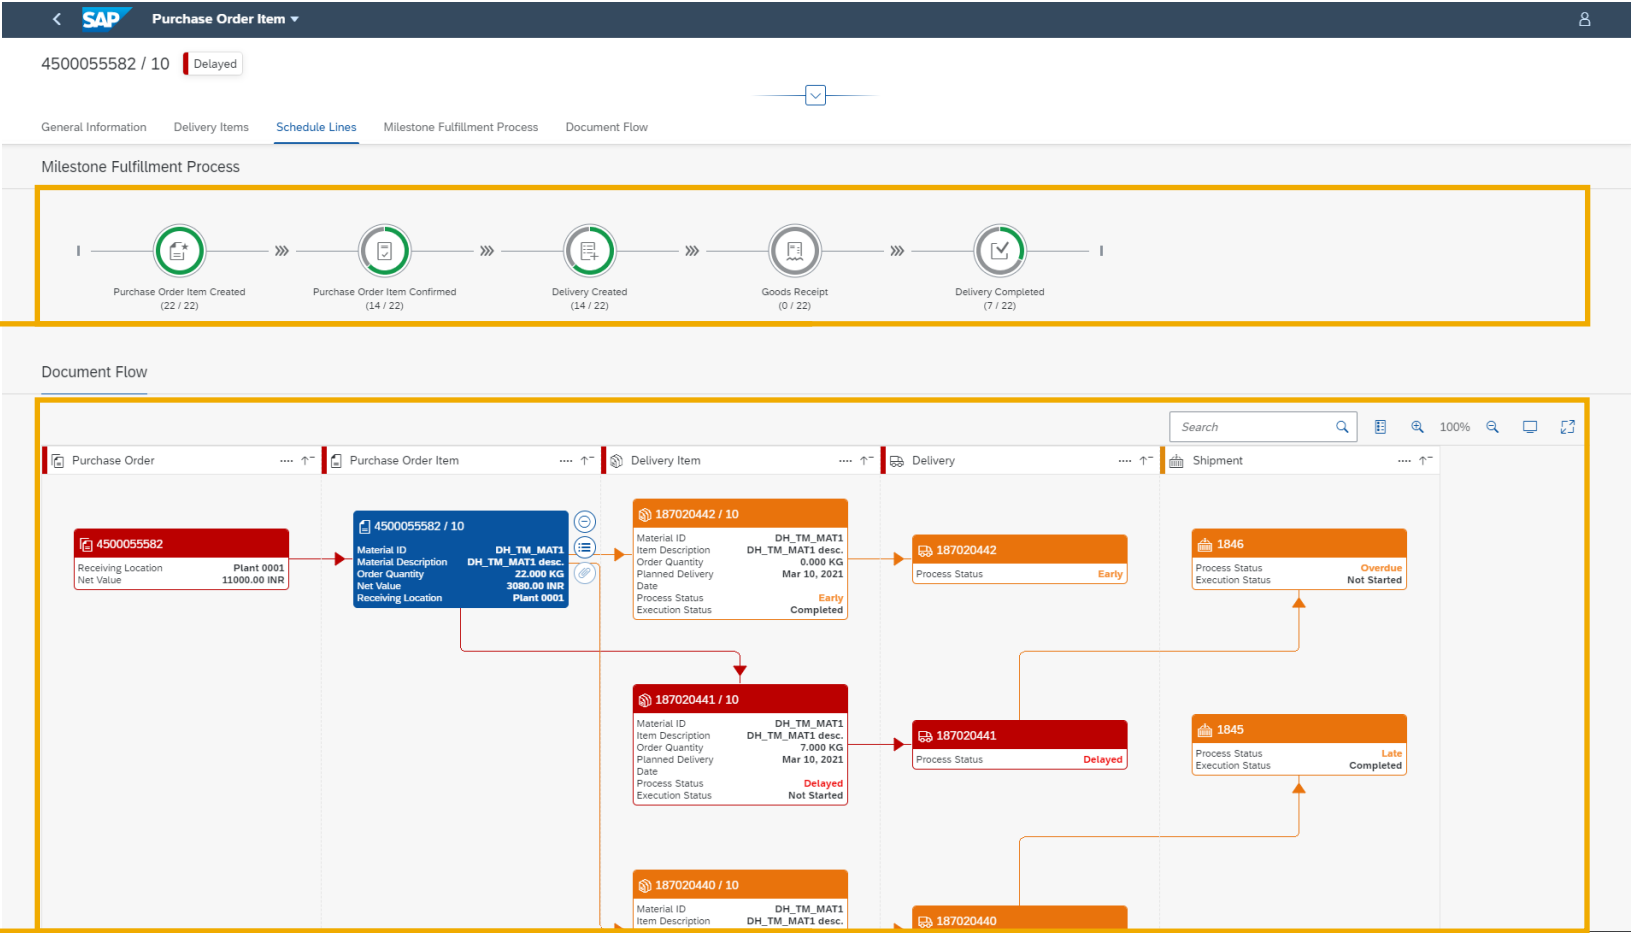 SAP Purchase Order Item
4500055582 / 10 Delayed
General Information Delivery Items Schedule Lines Milestone Fulfillment Process Document Flow
Milestone Fulfillment Process
Purchase Order Item Created
(22 / 22)
Purchase Order Item Confirmed
(14 / 22)
Delivery Created
(14 / 22)
Goods Receipt
(0 / 22)
Delivery Completed
(7 / 22)
Document Flow
Search 100%
Purchase Order
Purchase Order Item
Delivery Item
Delivery
Shipment
4500055582
Receiving Location Plant 0001
Net Value 11000.00 INR
4500055582 / 10
Material ID DH_TM_MAT1
Material Description DH_TM_MAT1 desc.
Order Quantity 22.000 KG
Net Value 3080.00 INR
Receiving Location Plant 0001
187020442 / 10
Material ID DH_TM_MAT1
Item Description DH_TM_MAT1 desc.
Order Quantity 0.000 KG
Planned Delivery Mar 10, 2021
Date
Process Status Early
Execution Status Completed
187020442
Process Status Early
1846
Process Status Overdue
Execution Status Not Started
187020441 / 10
Material ID DH_TM_MAT1
Item Description DH_TM_MAT1 desc.
Order Quantity 7.000 KG
Planned Delivery Mar 10, 2021
Date
Process Status Delayed
Execution Status Not Started
187020441
Process Status Delayed
1845
Process Status Late
Execution Status Completed
187020440 / 10
Material ID DH_TM_MAT1
Item Description DH_TM_MAT1 desc.
187020440